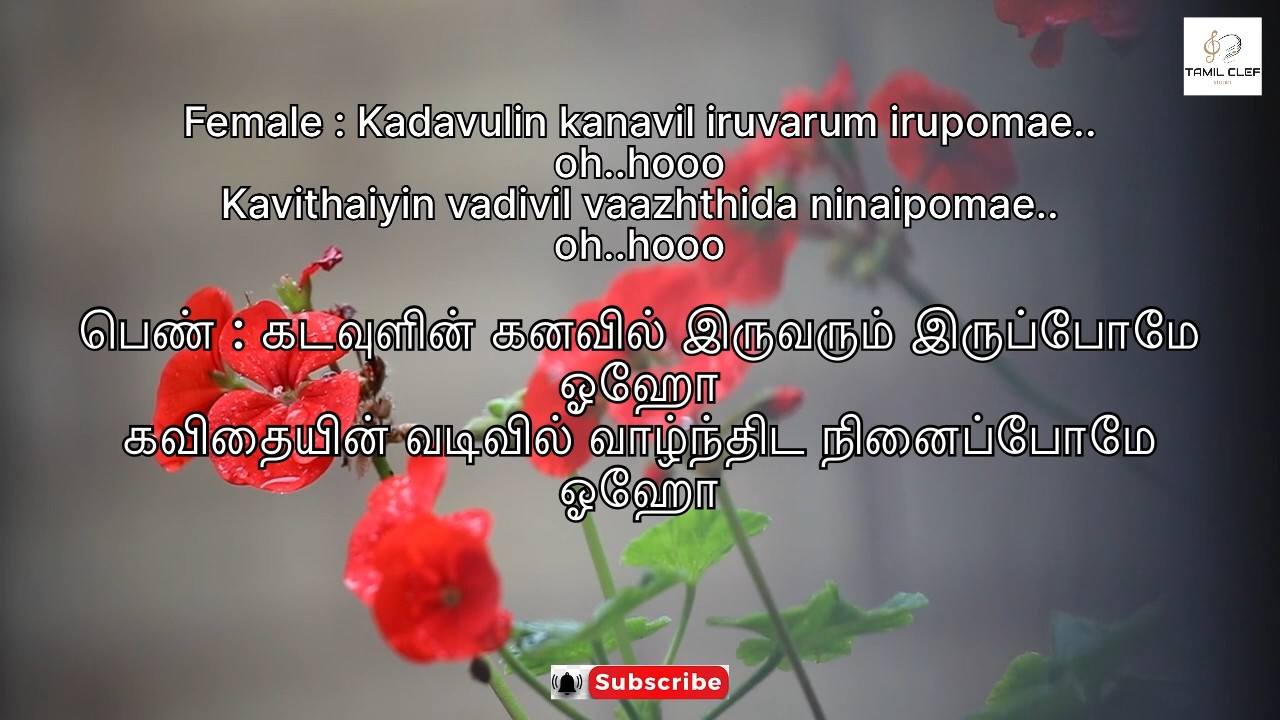 TAMIL CLEF
Female : Kadavulin kanavil iruvarum irupomae..
oh..hooo
Kavithaiyin vadivil vaazhthida ninaipomae..
oh..hooo
பெண் : கடவுளின் கனவில் இருவரும் இருப்போமே
ஓஹோ
கவிதையின் வடிவில் வாழ்ந்திட நினைப்போமே
ஓஹோ
Subscribe